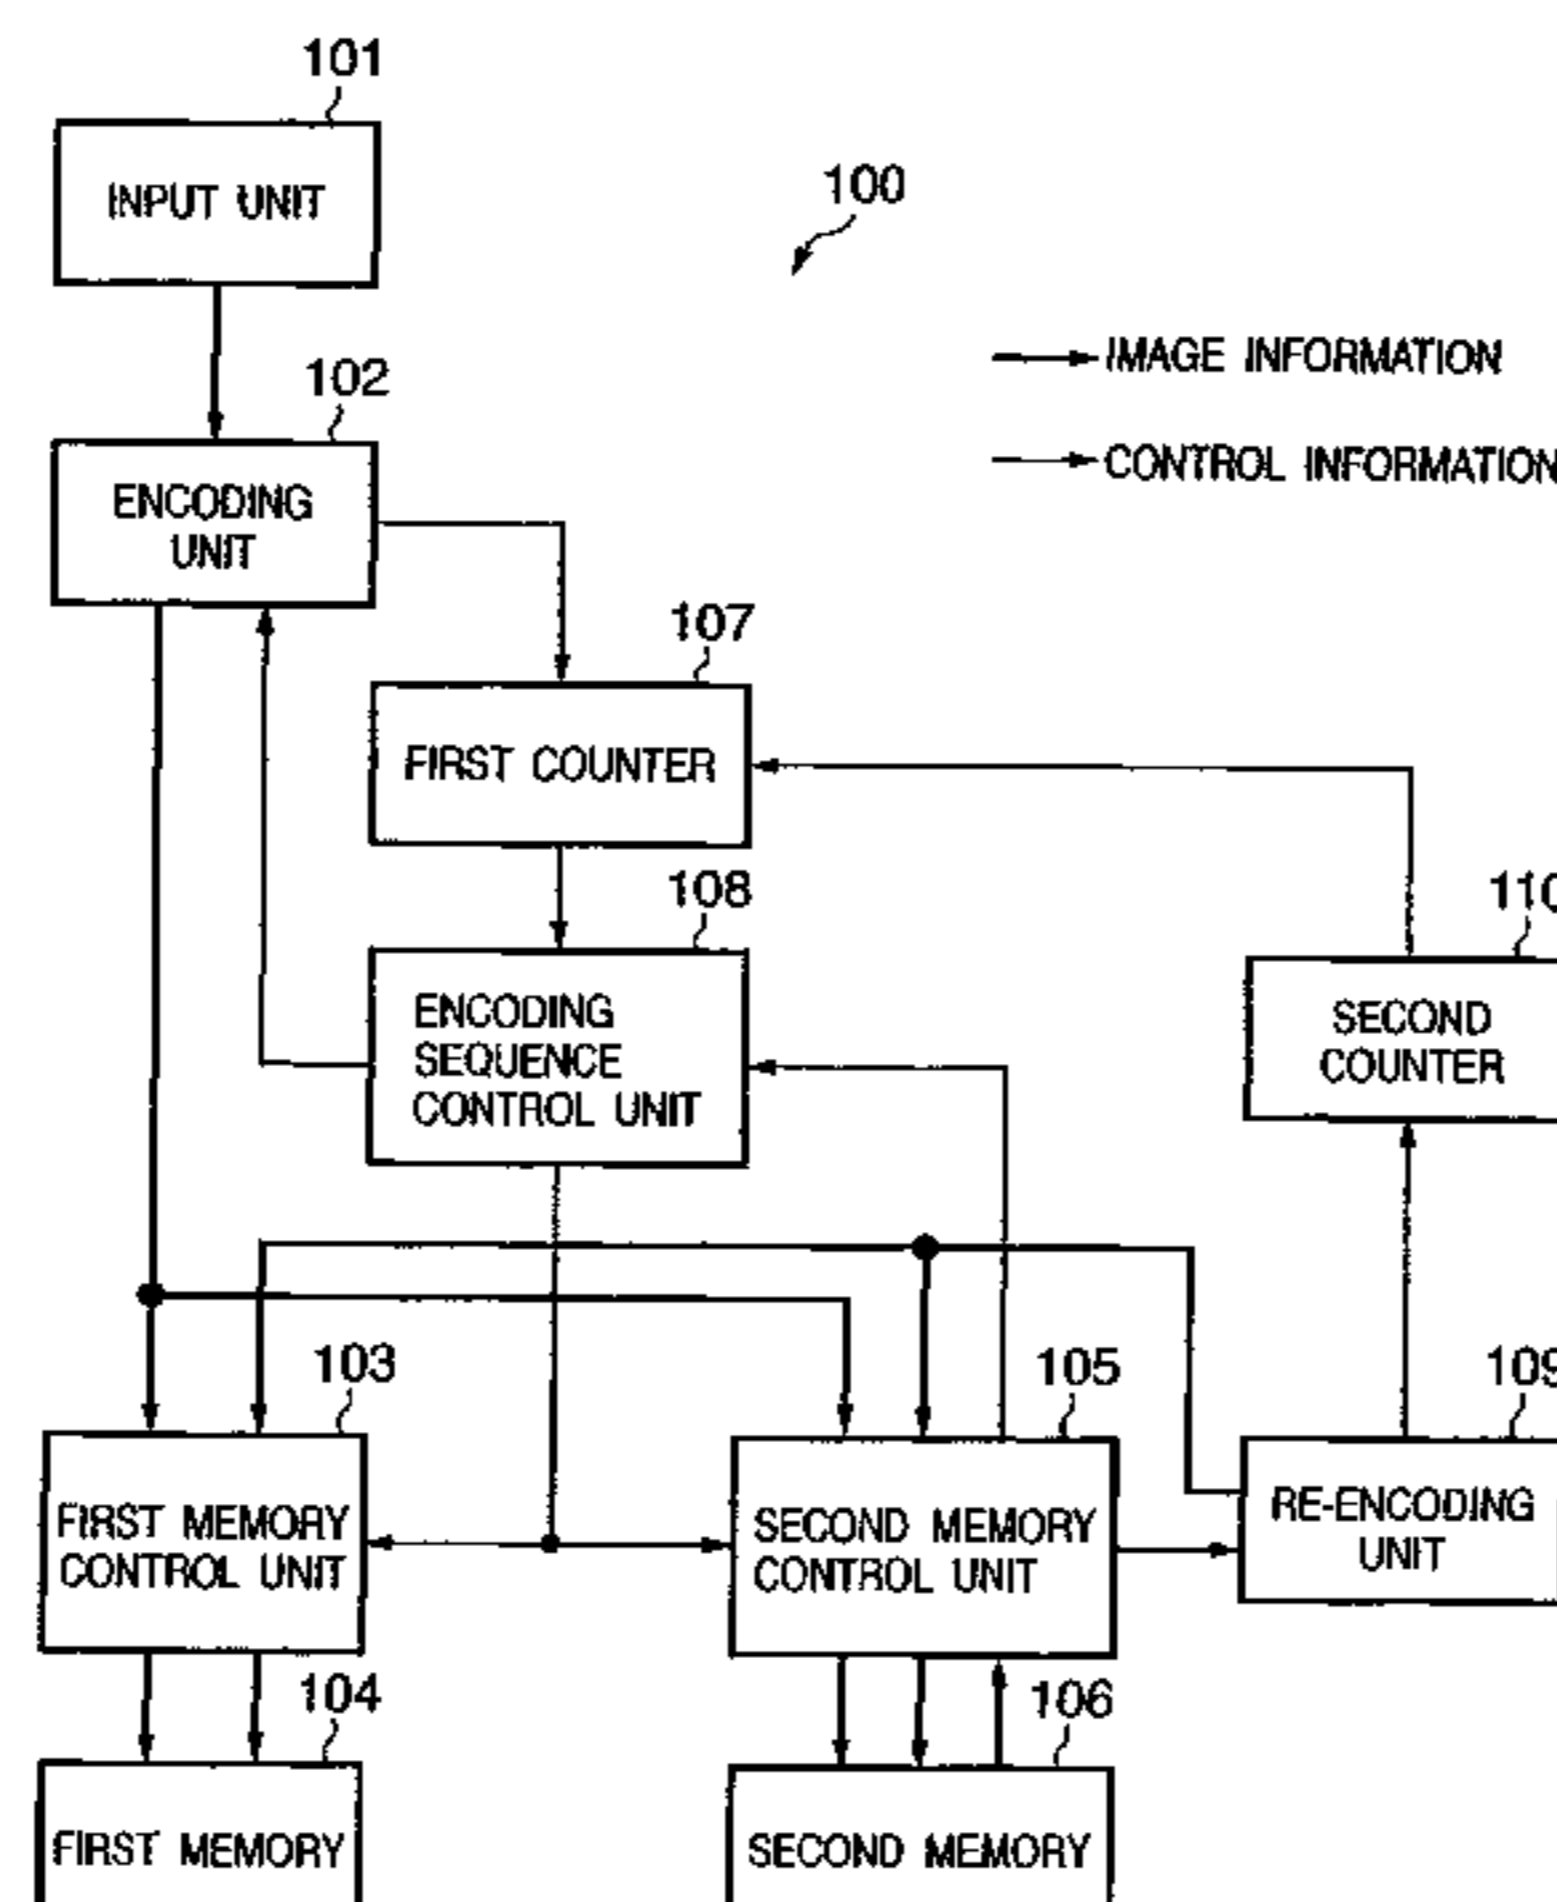 101
INPUT UNIT
100
IMAGE INFORMATION
CONTROL INFORMATION
102
ENCODING
UNIT
107
FIRST COUNTER
108
ENCODING
SEQUENCE
CONTROL UNIT
110
SECOND
COUNTER
103
FIRST MEMORY
CONTROL UNIT
105
SECOND MEMORY
CONTROL UNIT
109
RE-ENCODING
UNIT
104
FIRST MEMORY
106
SECOND MEMORY